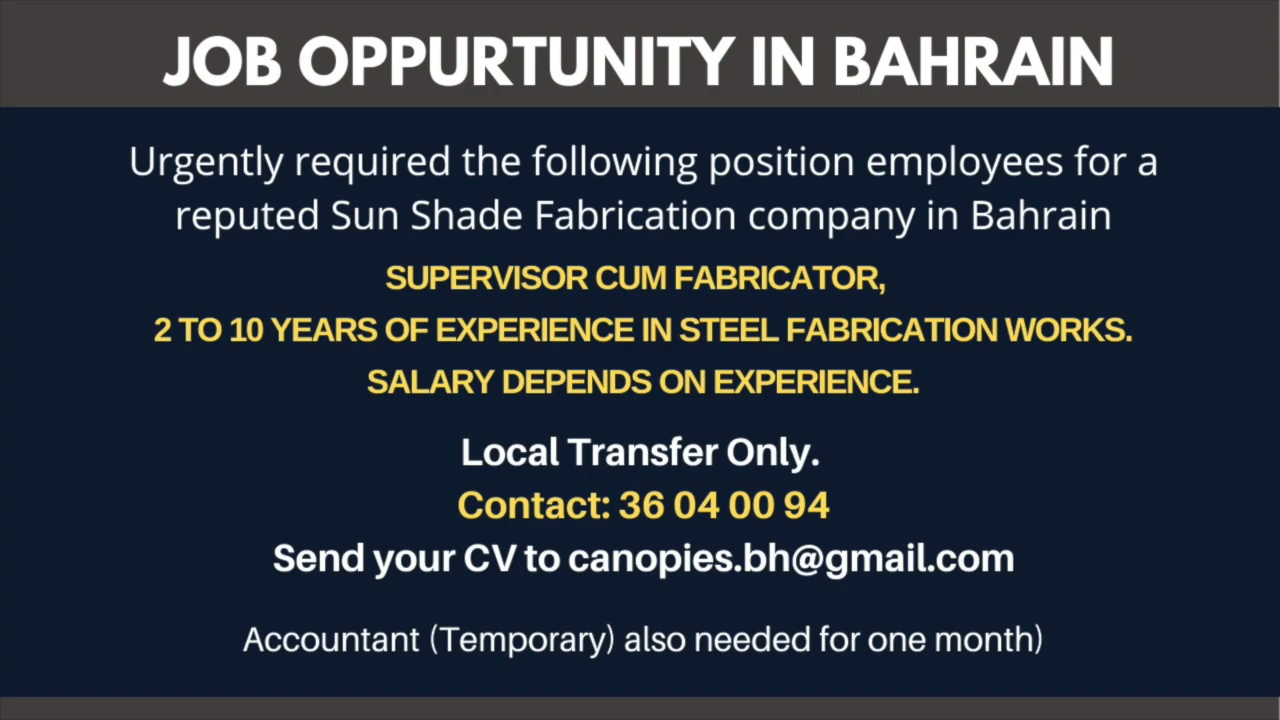 JOB OPPURTUNITY IN BAHRAIN
Urgently required the following position employees for a
reputed Sun Shade Fabrication company in Bahrain
SUPERVISOR CUM FABRICATOR,
2 TO 10 YEARS OF EXPERIENCE IN STEEL FABRICATION WORKS.
SALARY DEPENDS ON EXPERIENCE.
Local Transfer Only.
Contact: 36 04 00 94
Send your CV to canopies.bh@gmail.com
Accountant (Temporary) also needed for one month)